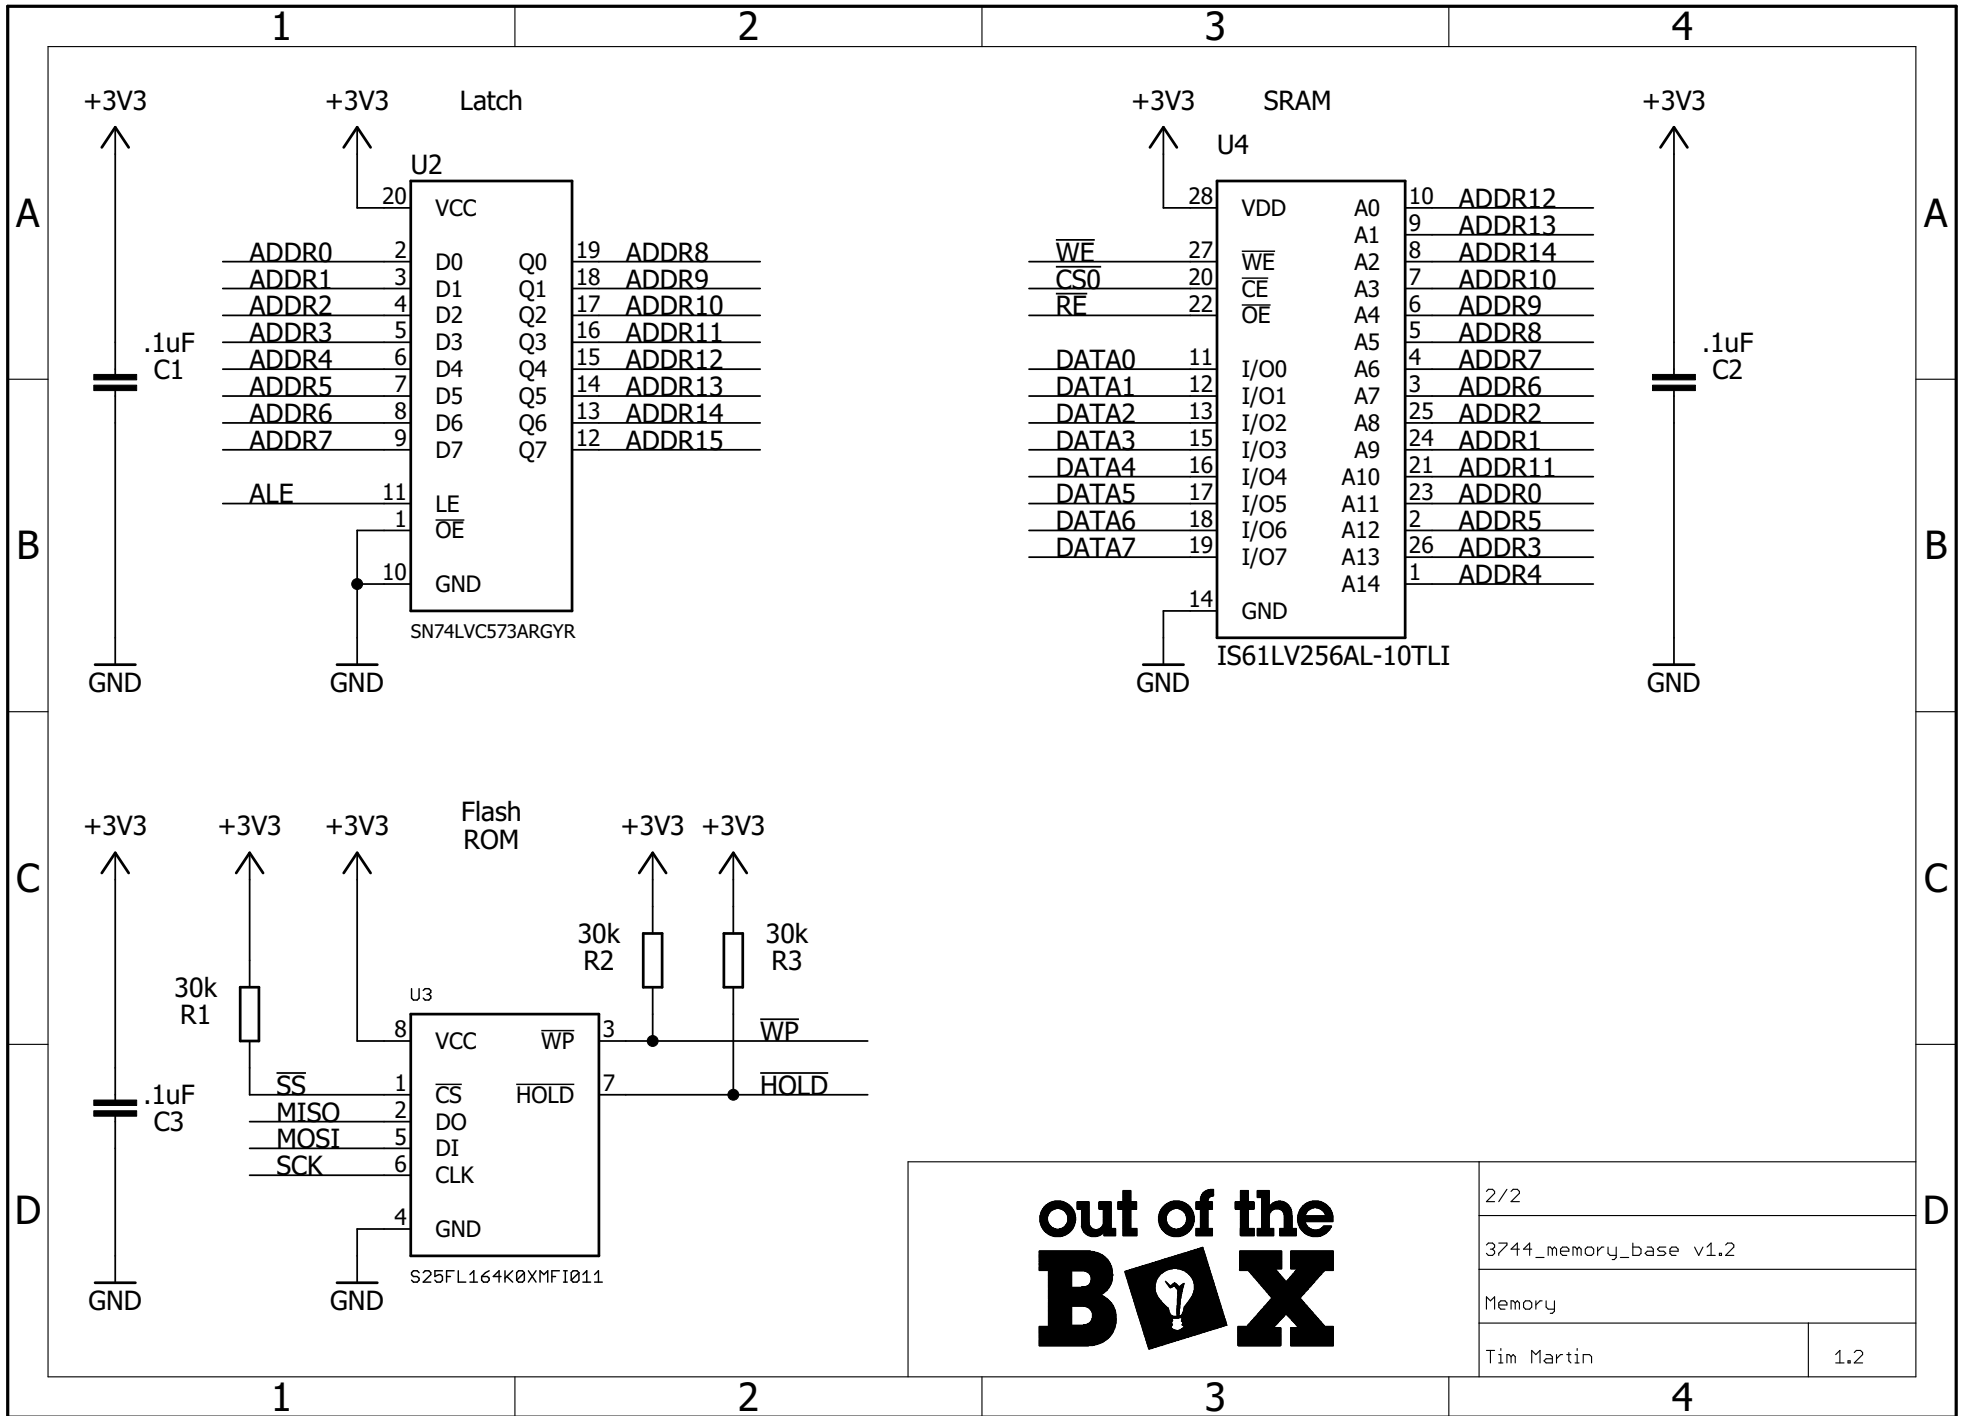 1 2 3 4
+3V3 +3V3 Latch +3V3 SRAM +3V3
A A
U2
20 VCC
ADDR0 2 D0 Q0 19 ADDR8
ADDR1 3 D1 Q1 18 ADDR9
ADDR2 4 D2 Q2 17 ADDR10
ADDR3 5 D3 Q3 16 ADDR11
ADDR4 6 D4 Q4 15 ADDR12
ADDR5 7 D5 Q5 14 ADDR13
ADDR6 8 D6 Q6 13 ADDR14
ADDR7 9 D7 Q7 12 ADDR15
ALE 11 LE
1 OE
10 GND
SN74LVC573ARGYR
.1uF
C1
GND GND
U4
28 VDD A0 10 ADDR12
A1 9 ADDR13
WE 27 WE A2 8 ADDR14
CS0 20 CE A3 7 ADDR10
RE 22 OE A4 6 ADDR9
A5 5 ADDR8
DATA0 11 I/O0 A6 4 ADDR7
DATA1 12 I/O1 A7 3 ADDR6
DATA2 13 I/O2 A8 25 ADDR2
DATA3 15 I/O3 A9 24 ADDR1
DATA4 16 I/O4 A10 21 ADDR11
DATA5 17 I/O5 A11 23 ADDR0
DATA6 18 I/O6 A12 2 ADDR5
DATA7 19 I/O7 A13 26 ADDR3
A14 1 ADDR4
14 GND
IS61LV256AL-10TLI
.1uF
C2
GND GND
B B
+3V3 +3V3 +3V3 Flash +3V3 +3V3
ROM
C C
30k 30k
R2 R3
30k
R1
U3
8 VCC WP 3 WP
SS 1 CS HOLD 7 HOLD
MISO 2 DO
MOSI 5 DI
SCK 6 CLK
4 GND
S25FL164K0XMFI011
.1uF
C3
GND GND
D D
out of the
BOX
2/2
3744_memory_base v1.2
Memory
Tim Martin 1.2
1 2 3 4